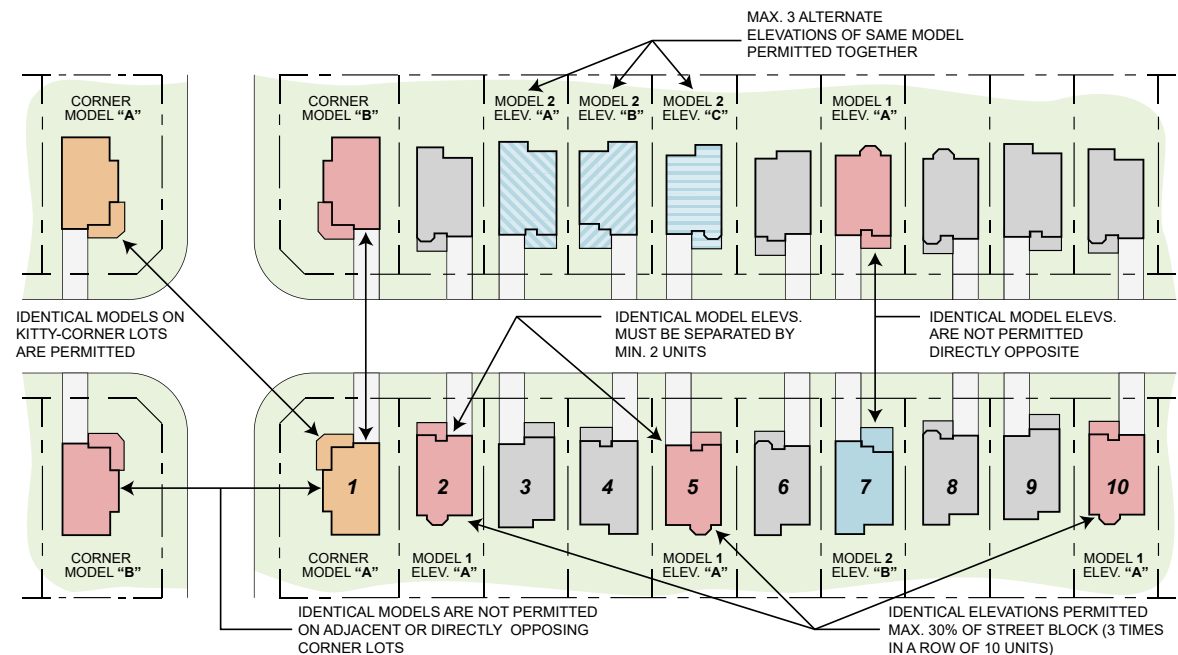 MAX. 3 ALTERNATE
ELEVATIONS OF SAME MODEL
PERMITTED TOGETHER
CORNER
MODEL “A”
CORNER
MODEL “B”
MODEL 2
ELEV. “A”
MODEL 2
ELEV. “B”
MODEL 2
ELEV. “C”
MODEL 1
ELEV. “A”
IDENTICAL MODELS ON
KITTY-CORNER LOTS
ARE PERMITTED
IDENTICAL MODEL ELEVS.
MUST BE SEPARATED BY
MIN. 2 UNITS
IDENTICAL MODEL ELEVS.
ARE NOT PERMITTED
DIRECTLY OPPOSITE
1
2
3
4
5
6
7
8
9
10
CORNER
MODEL “B”
CORNER
MODEL “A”
MODEL 1
ELEV. “A”
MODEL 1
ELEV. “A”
MODEL 2
ELEV. “B”
MODEL 1
ELEV. “A”
IDENTICAL MODELS ARE NOT PERMITTED
ON ADJACENT OR DIRECTLY OPPOSING
CORNER LOTS
IDENTICAL ELEVATIONS PERMITTED
MAX. 30% OF STREET BLOCK (3 TIMES
IN A ROW OF 10 UNITS)